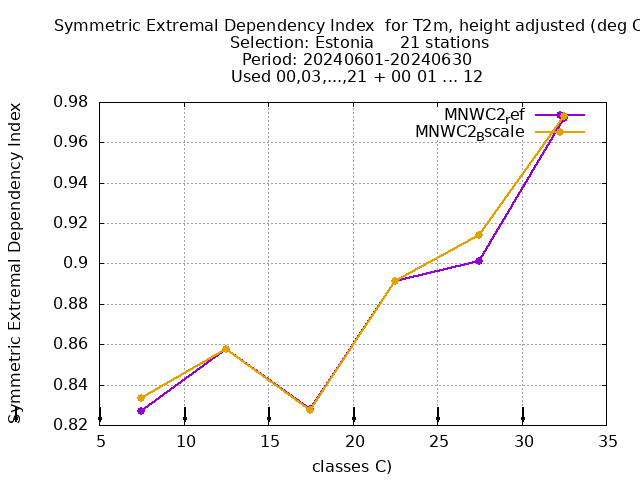 Symmetric Extremal Dependency Index for T2m, height adjusted (deg C
Selection: Estonia 21 stations
Period: 20240601-20240630
Used 00,03,...,21 + 00 01 ... 12
Symmetric Extremal Dependency Index
0.98
0.96
0.94
0.92
0.9
0.88
0.86
0.84
0.82
MNWC2ref
MNWC2Bscale
5 10 15 20 25 30 35
classes C)